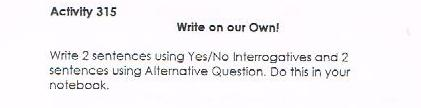 Activity 315
Write on our Own!
Write 2 sentences using Yes/No Interrogatives and 2
sentences using Alternative Question. Do this in your
notebook.